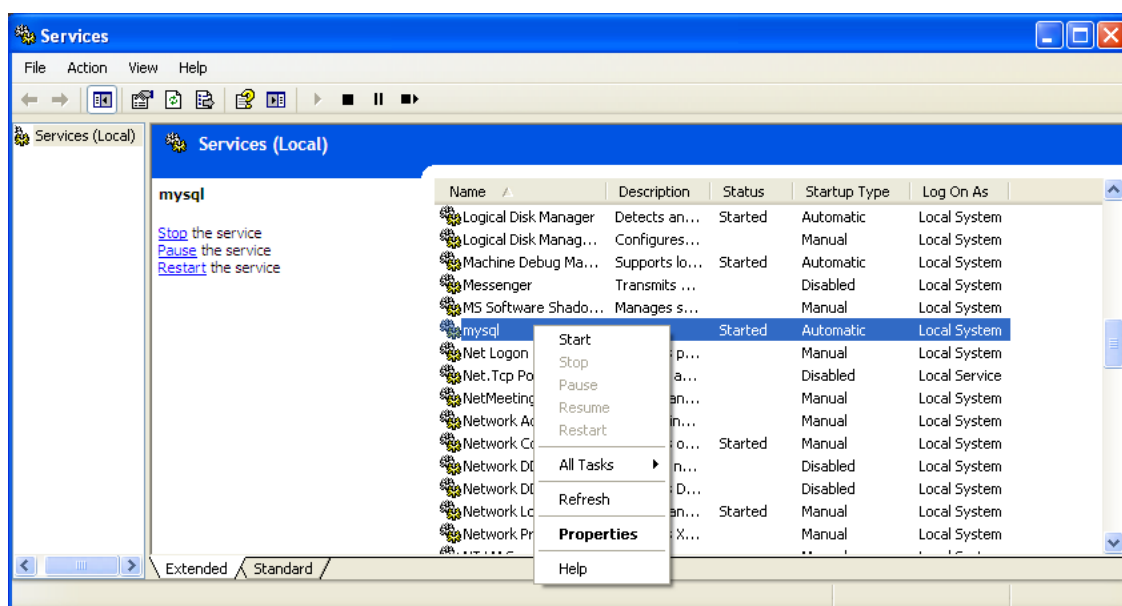 Services
File Action View Help
Services (Local)
Services (Local)
mysql
Stop the service
Pause the service
Restart the service
Name Description Status Startup Type Log On As
Logical Disk Manager Detects an... Started Automatic Local System
Logical Disk Manag... Configures... Manual Local System
Machine Debug Ma... Supports lo... Started Automatic Local System
Messenger Transmits ... Disabled Local System
MS Software Shado... Manages s... Manual Local System
mysql Started Automatic Local System
Net Logon p... Manual Local System
Net.Tcp Po a... Disabled Local Service
NetMeeting an... Manual Local System
Network Ac in... Manual Local System
Network Co o... Started Manual Local System
Network DD n... Disabled Local System
Network DD D... Disabled Local System
Network Lo an... Started Manual Local System
Network Pr X... Manual Local System
Start
Stop
Pause
Resume
Restart
All Tasks
Refresh
Properties
Help
Extended Standard